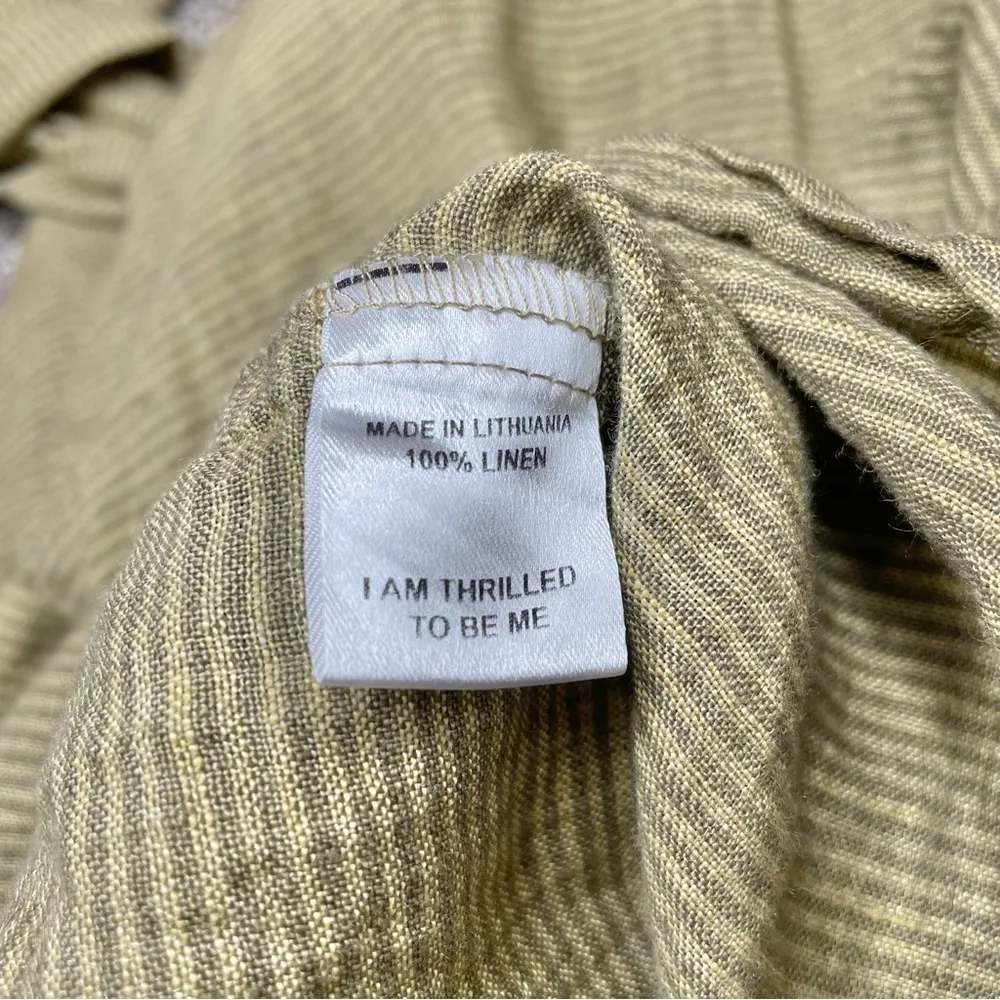 MADE IN LITHUANIA
100% LINEN
I AM THRILLED
TO BE ME